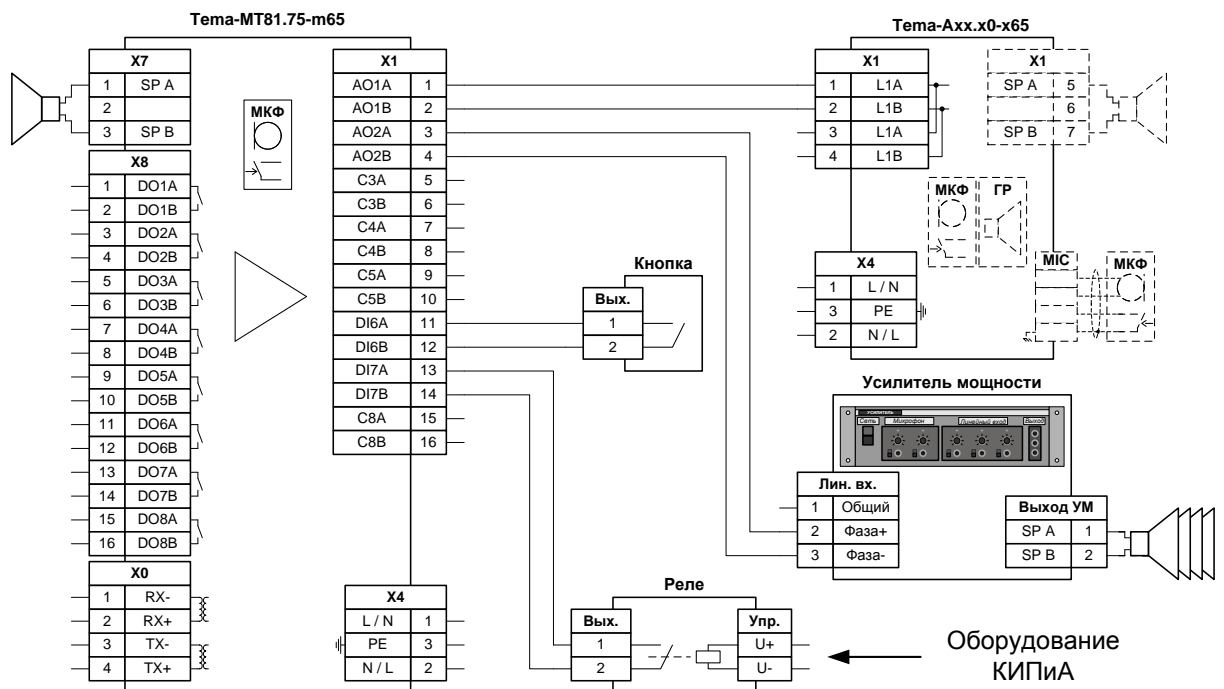 Tema-MT81.75-m65
Tema-Axx.x0-x65
X7
1 SP A
2
3 SP B
X8
1 DO1A
2 DO1B
3 DO2A
4 DO2B
5 DO3A
6 DO3B
7 DO4A
8 DO4B
9 DO5A
10 DO5B
11 DO6A
12 DO6B
13 DO7A
14 DO7B
15 DO8A
16 DO8B
X0
1 RX-
2 RX+
3 TX-
4 TX+
МКФ
X1
AO1A 1
AO1B 2
AO2A 3
AO2B 4
C3A 5
C3B 6
C4A 7
C4B 8
C5A 9
C5B 10
DI6A 11
DI6B 12
DI7A 13
DI7B 14
C8A 15
C8B 16
X4
L / N 1
PE 3
N / L 2
Кнопка
Вых.
1
2
Реле
Вых.
1
2
Упр.
U+
U-
X1
1 L1A
2 L1B
3 L1A
4 L1B
X1
SP A 5
6
SP B 7
МКФ
ГР
X4
1 L / N
3 PE
2 N / L
MIC
МКФ
Усилитель мощности
УСИЛИТЕЛЬ
Сеть
Микрофон
Линейный вход
Выход
Лин. вх.
1 Общий
2 Фаза+
3 Фаза-
Выход УМ
SP A 1
SP B 2
Оборудование
КИПиА